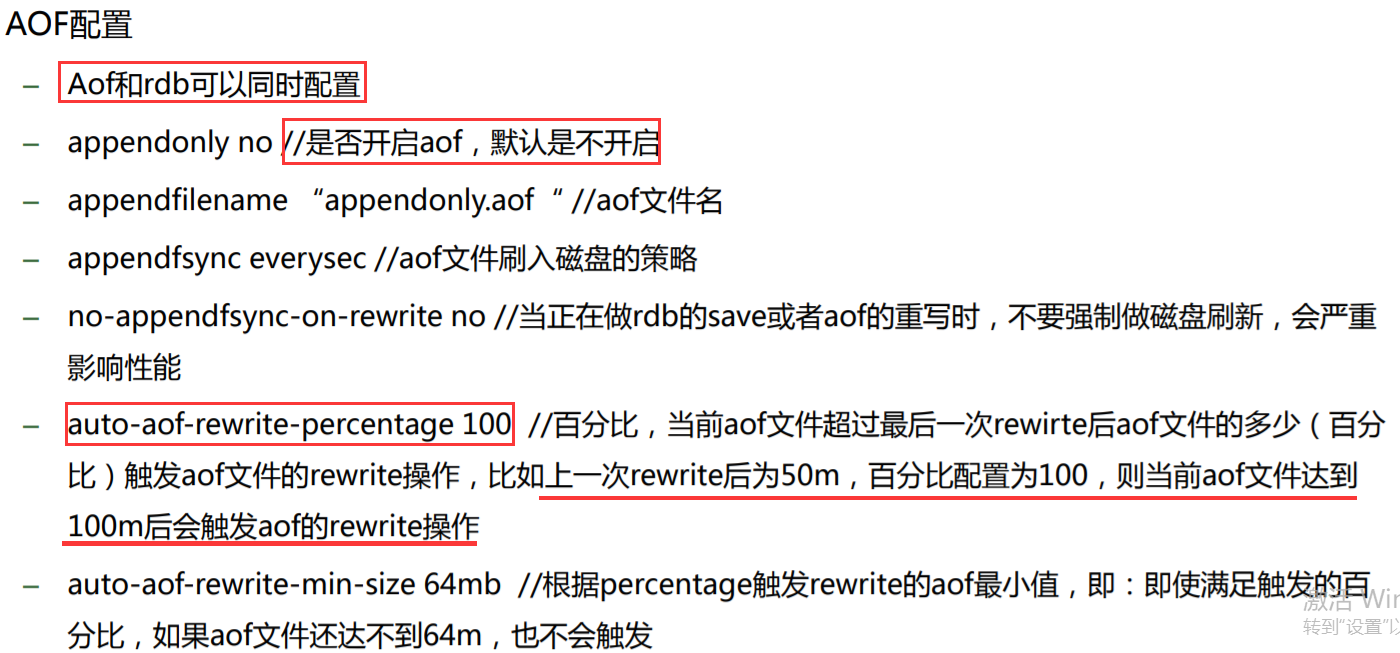 AOF配置
– Aof和rdb可以同时配置
– appendonly no //是否开启aof，默认是不开启
– appendfilename “appendonly.aof “ //aof文件名
– appendfsync everysec //aof文件刷入磁盘的策略
– no-appendfsync-on-rewrite no //当正在做rdb的save或者aof的重写时，不要强制做磁盘刷新，会严重
影响性能
– auto-aof-rewrite-percentage 100 //百分比，当前aof文件超过最后一次rewirte后aof文件的多少（百分
比）触发aof文件的rewrite操作，比如上一次rewrite后为50m，百分比配置为100，则当前aof文件达到
100m后会触发aof的rewrite操作
– auto-aof-rewrite-min-size 64mb //根据percentage触发rewrite的aof最小值，即：即使满足触发的百
分比，如果aof文件还达不到64m，也不会触发
激活 Win
转到"设置"以